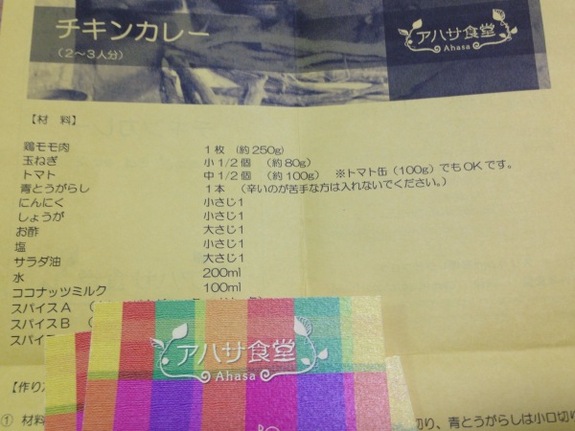 チキンカレー
（2～3人分）
アハサ食堂
Ahasa
【材　料】
鶏モモ肉　1枚（約250g）
玉ねぎ　小1/2個　（約80g）
トマト　中1/2個　（約100g）　※トマト缶（100g）でもOKです。
青とうがらし　1本　（辛いのが苦手な方は入れないでください。）
にんにく　小さじ1
しょうが　小さじ1
お酢　大さじ1
塩　小さじ1
サラダ油　大さじ1
水　200ml
ココナッツミルク　100ml
スパイスA　（
スパイスB　（
スパイス
アハサ食堂
Ahasa
【作り
① 材料
切り、青とうがらしは小口切り